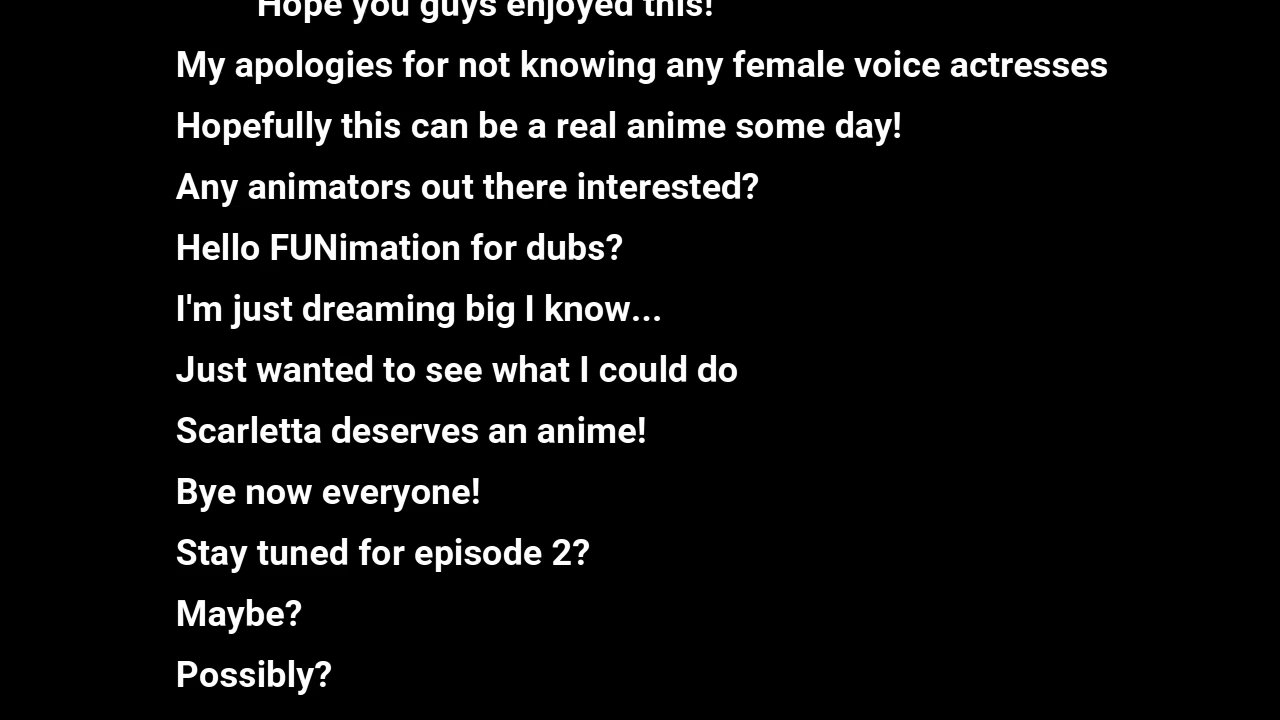 Hope you guys enjoyed this!
My apologies for not knowing any female voice actresses
Hopefully this can be a real anime some day!
Any animators out there interested?
Hello FUNimation for dubs?
I'm just dreaming big I know...
Just wanted to see what I could do
Scarletta deserves an anime!
Bye now everyone!
Stay tuned for episode 2?
Maybe?
Possibly?